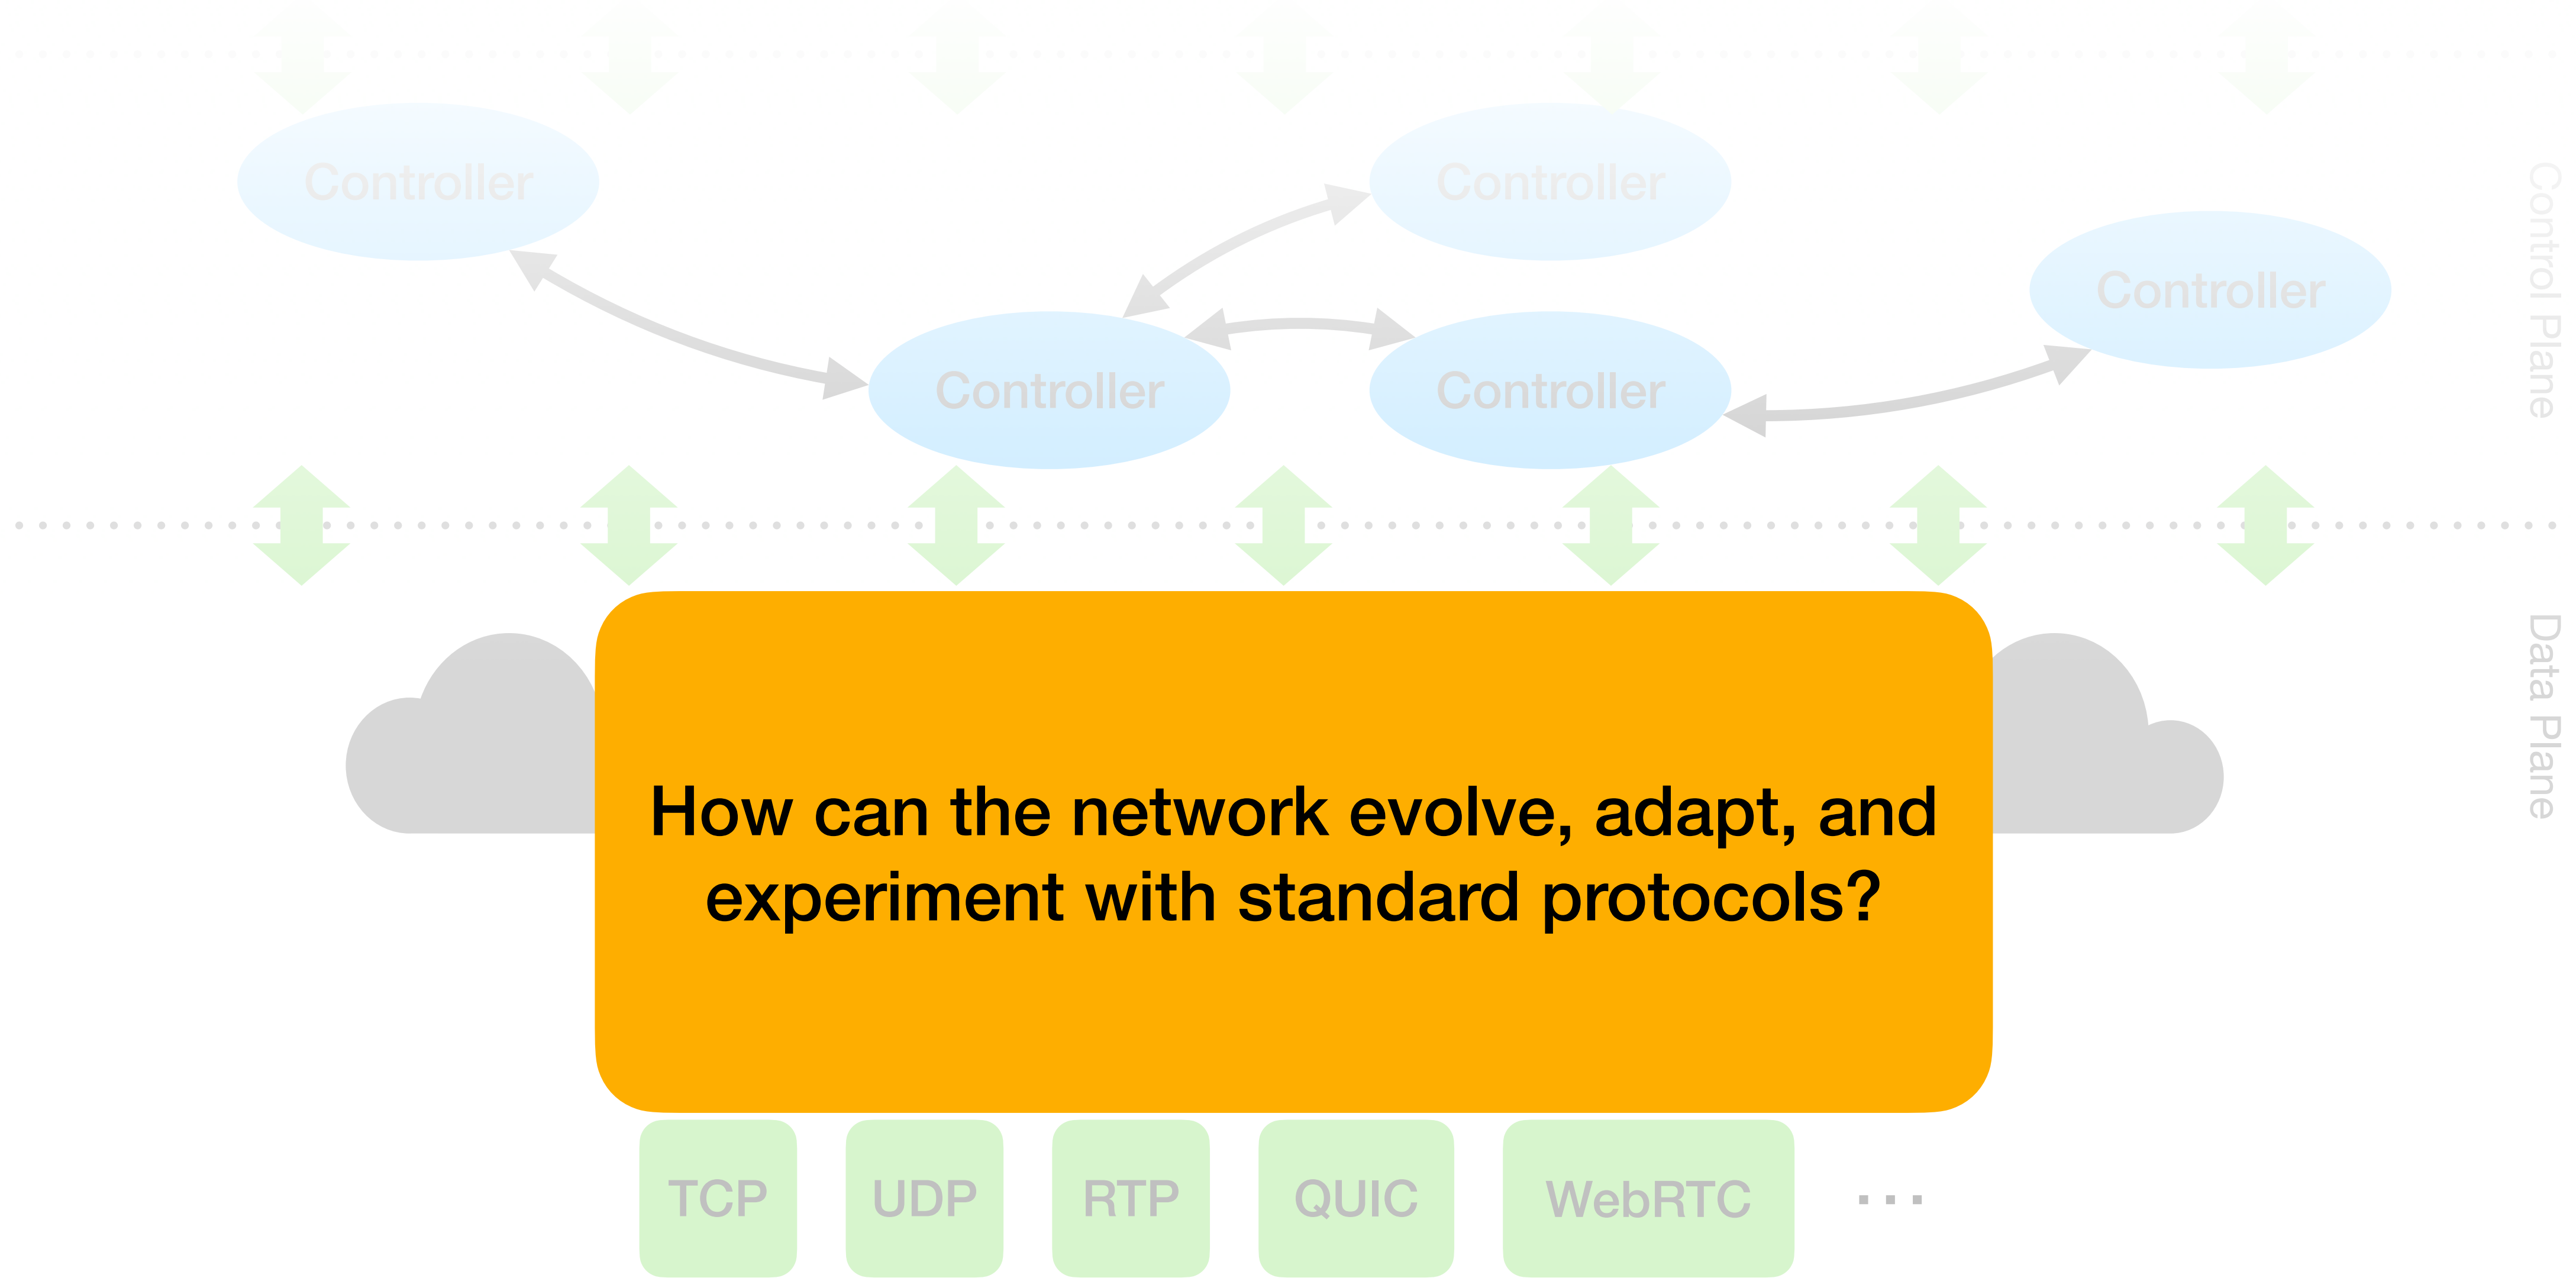 Controller
Controller
Controller
Controller
Controller
Control Plane
Data Plane
How can the network evolve, adapt, and
experiment with standard protocols?
TCP
UDP
RTP
QUIC
WebRTC
...